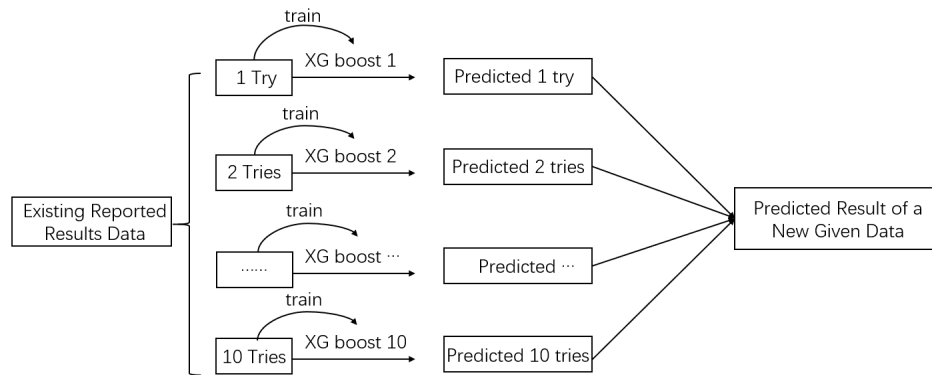 train
XG boost 1
1 Try
Predicted 1 try
train
XG boost 2
2 Tries
Predicted 2 tries
Existing Reported
Results Data
train
XG boost ···
······
Predicted ···
Predicted Result of a
New Given Data
train
XG boost 10
10 Tries
Predicted 10 tries